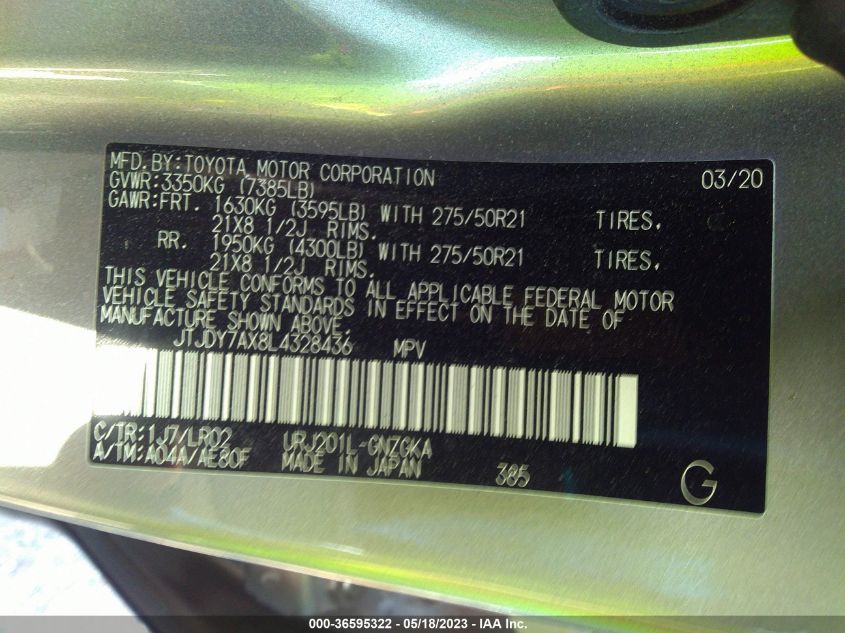 MFD.BY:TOYOTA MOTOR CORPORATION 03/20
GVWR:3350KG (7385LB)
GAWR:FRT. 1630KG (3595LB) WITH 275/50R21 TIRES.
21X8 1/2J RIMS.
RR. 1950KG (4300LB) WITH 275/50R21 TIRES.
21X8 1/2J RIMS.
THIS VEHICLE CONFORMS TO ALL APPLICABLE FEDERAL MOTOR
VEHICLE SAFETY STANDARDS IN EFFECT ON THE DATE OF
MANUFACTURE SHOWN ABOVE.
JTJDY7AX8L4328436 MPV
C/TR:1J7/LR02 URJ201L-GNZGKA
A/TM:A04A/AE80F MADE IN JAPAN 385 G
000-36595322 - 05/18/2023 - IAA Inc.